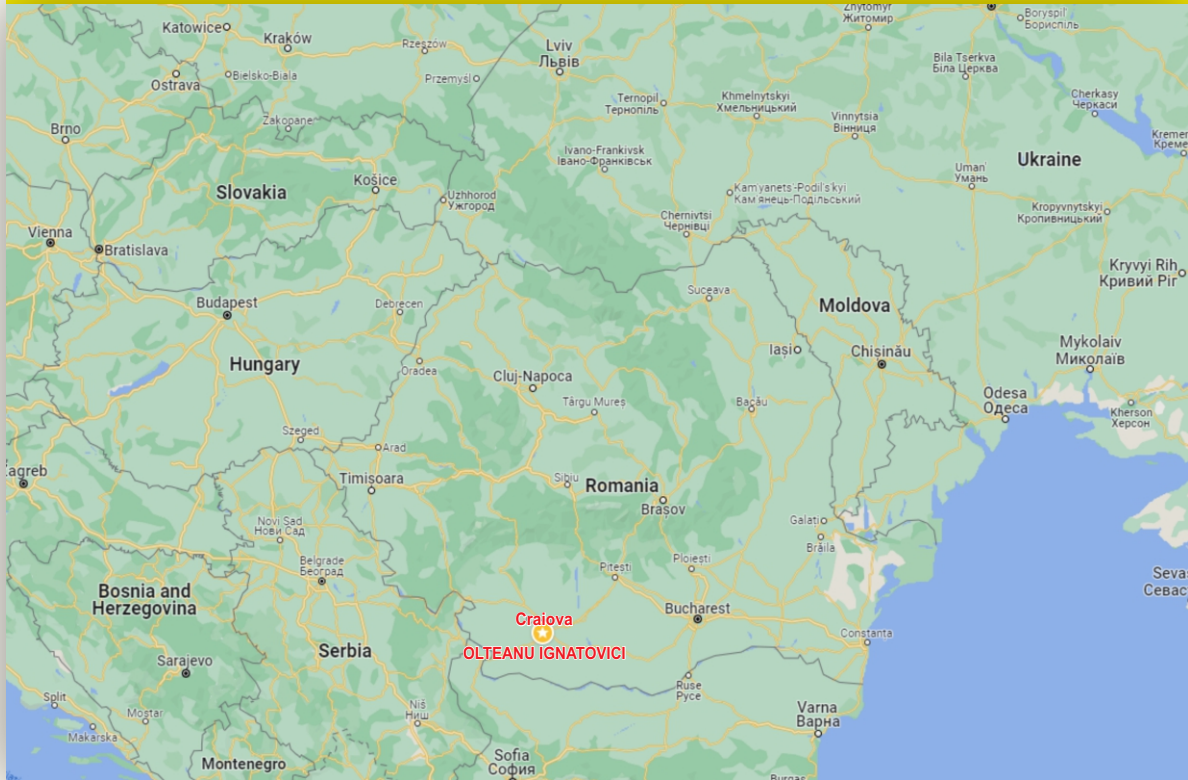 Zhytomyr
Житомир
Boryspil'
Бориспіль
Katowice
Kraków
Rzeszów
Lviv
Львів
Bila Tserkva
Біла Церква
Ostrava
Bielsko-Biala
Przemyśl
Ternopil
Тернопіль
Khmelnytskyi
Хмельницький
Cherkasy
Черкаси
Zakopane
Vinnytsia
Вінниця
Brno
Kremen
Креме
Ivano-Frankivsk
Івано-Франківськ
Ukraine
Uman'
Умань
Slovakia
Košice
Uzhhorod
Ужгород
Kamyanets-Podil's'kyi
Кам янець-Подільський
Kropyvnytskyi
Кропивницький
Chernivtsi
Чернівці
Vienna
Bratislava
Kryvyi Rih
Кривий Ріг
Budapest
Debrecen
Suceava
Moldova
Iași
Chișinău
Mykolaiv
Миколаїв
Hungary
Oradea
Cluj-Napoca
Târgu Mureș
Bacău
Odesa
Одеса
Kherson
Херсон
Szeged
Arad
Zagreb
Timișoara
Sibiu
Romania
Brașov
Novi Sad
Нови Сад
Galați
Brăila
Belgrade
Београд
Pitești
Ploiești
Sevas
Севас
Bosnia and
Herzegovina
Craiova
Bucharest
Constanta
Serbia
OLTEANU IGNATOVICI
Sarajevo
Ruse
Русе
Split
Mostar
Niš
Ниш
Varna
Варна
Makarska
Montenegro
Sofia
София
Burgas